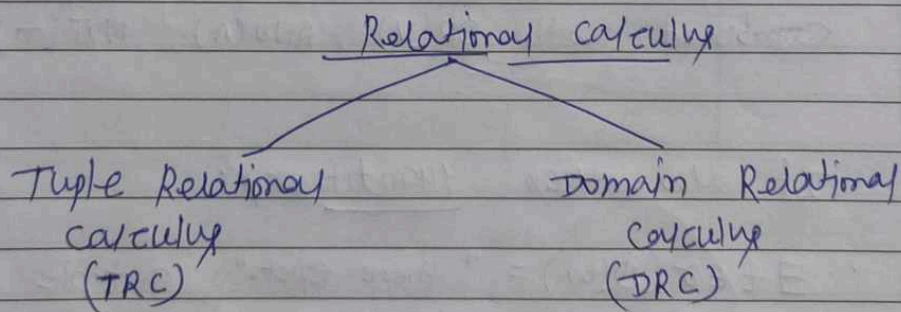 Relational calculus
Tuple Relational
calculus
(TRC)
Domain Relational
calculus
(DRC)